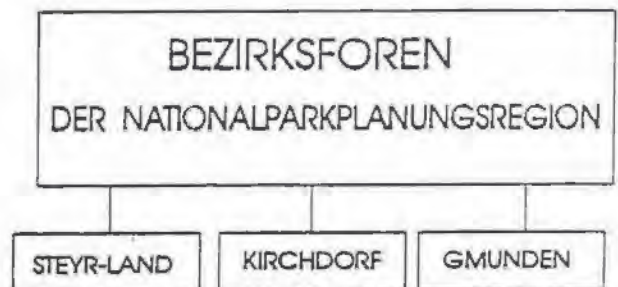 BEZIRKSFOREN
DER NATIONALPARKPLANUNGSREGION
STEYR-LAND KIRCHDORF GMUNDEN